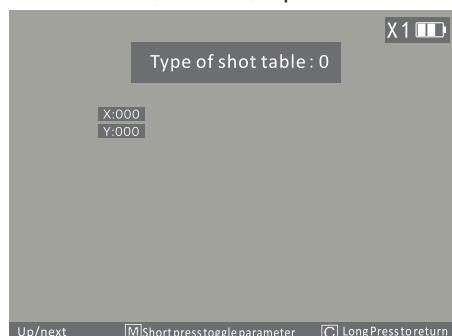 X1
Type of shot table: 0
X:000
Y:000
Up/next M Short press toggle parameter C Long Press to return